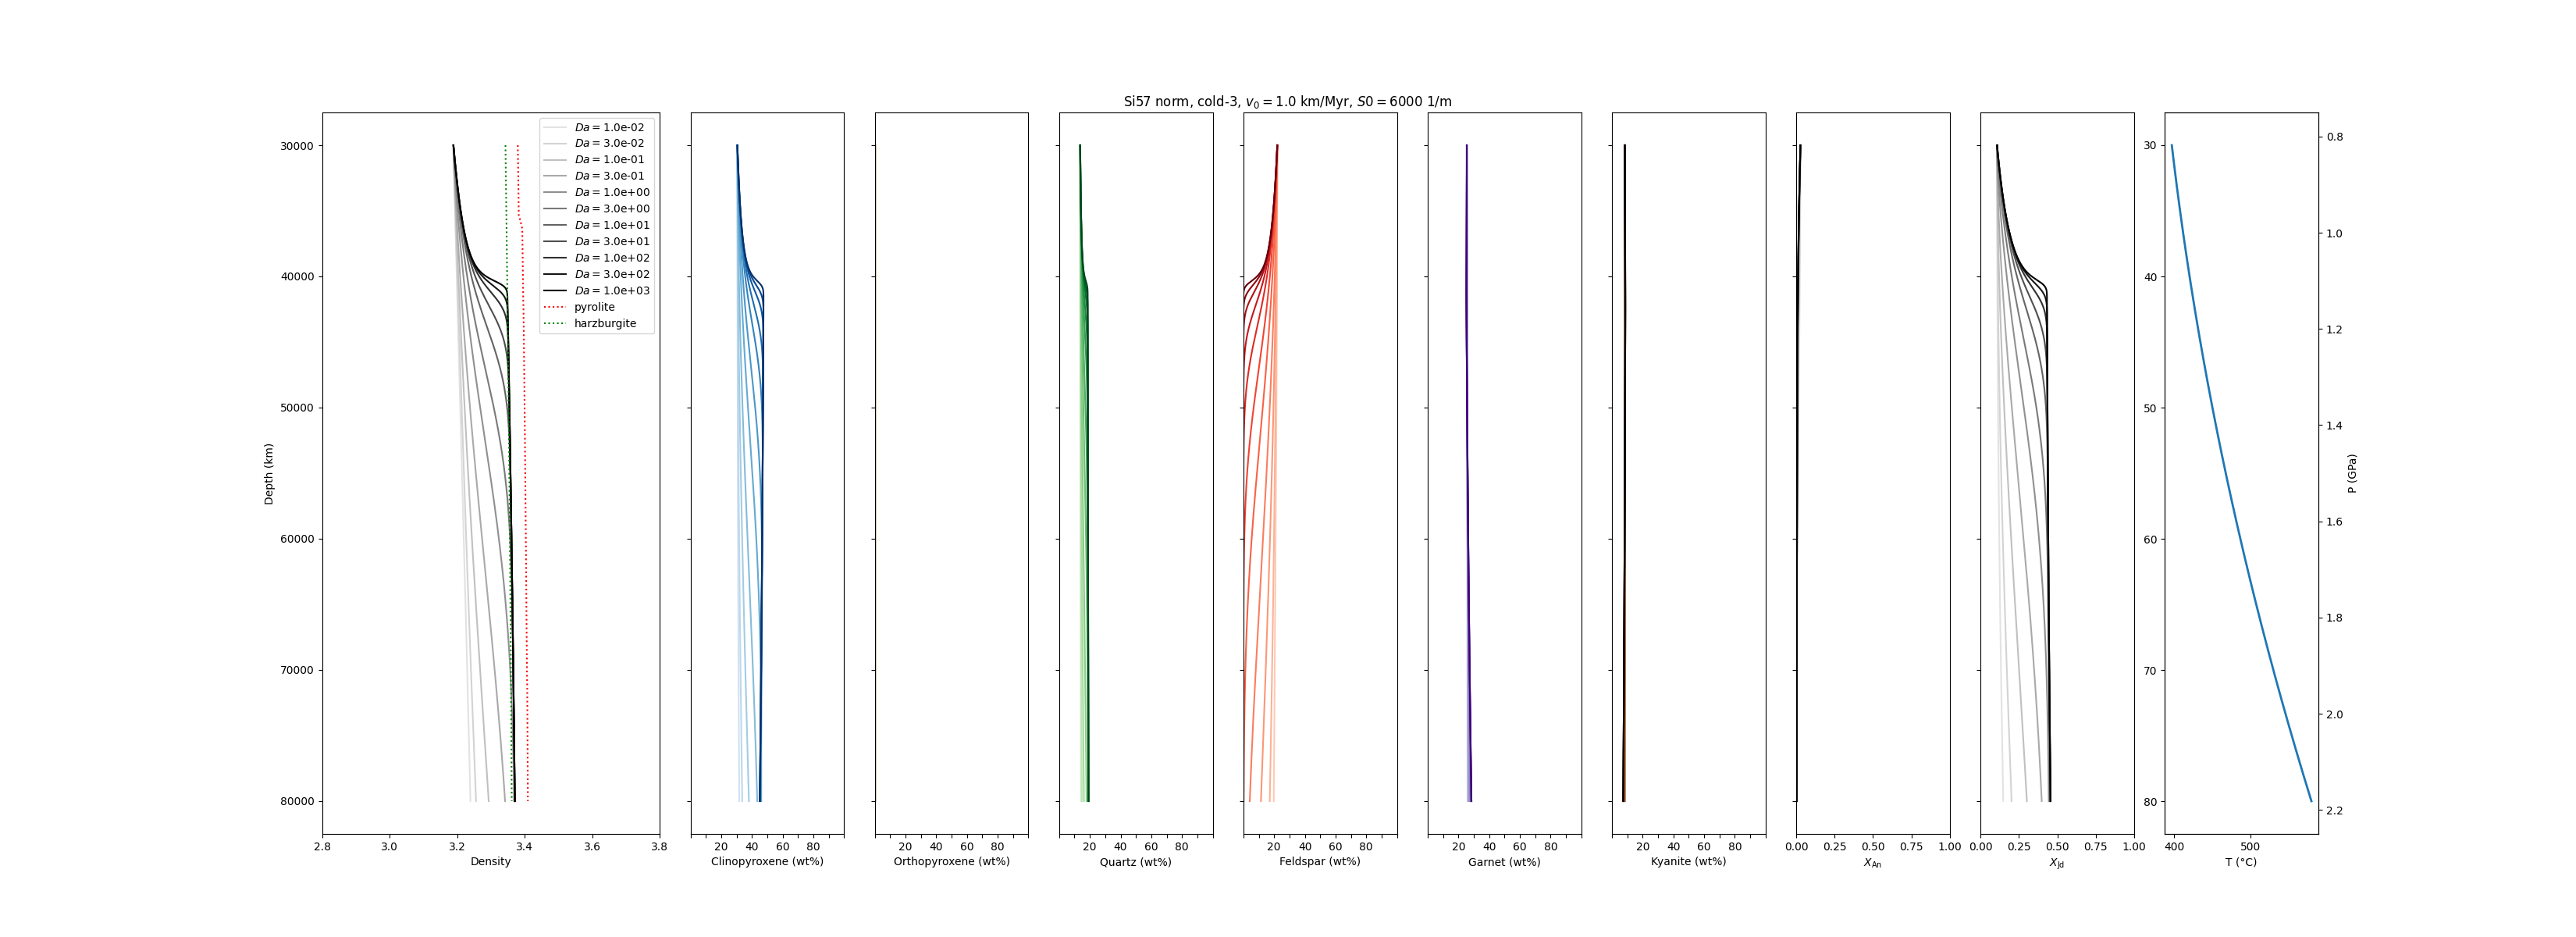 Si57 norm, cold-3, v₀ = 1.0 km/Myr, S0 = 6000 1/m
Da = 1.0e-02
Da = 3.0e-02
Da = 1.0e-01
Da = 3.0e-01
Da = 1.0e+00
Da = 3.0e+00
Da = 1.0e+01
Da = 3.0e+01
Da = 1.0e+02
Da = 3.0e+02
Da = 1.0e+03
pyrolite
harzburgite
Depth (km)
30000
40000
50000
60000
70000
80000
2.8 3.0 3.2 3.4 3.6 3.8
Density
20 40 60 80
Clinopyroxene (wt%)
20 40 60 80
Orthopyroxene (wt%)
20 40 60 80
Quartz (wt%)
20 40 60 80
Feldspar (wt%)
20 40 60 80
Garnet (wt%)
20 40 60 80
Kyanite (wt%)
0.00 0.25 0.50 0.75 1.00
X_An
0.00 0.25 0.50 0.75 1.00
X_Jd
30
40
50
60
70
80
400 500
T (°C)
0.8
1.0
1.2
1.4
1.6
1.8
2.0
2.2
P (GPa)